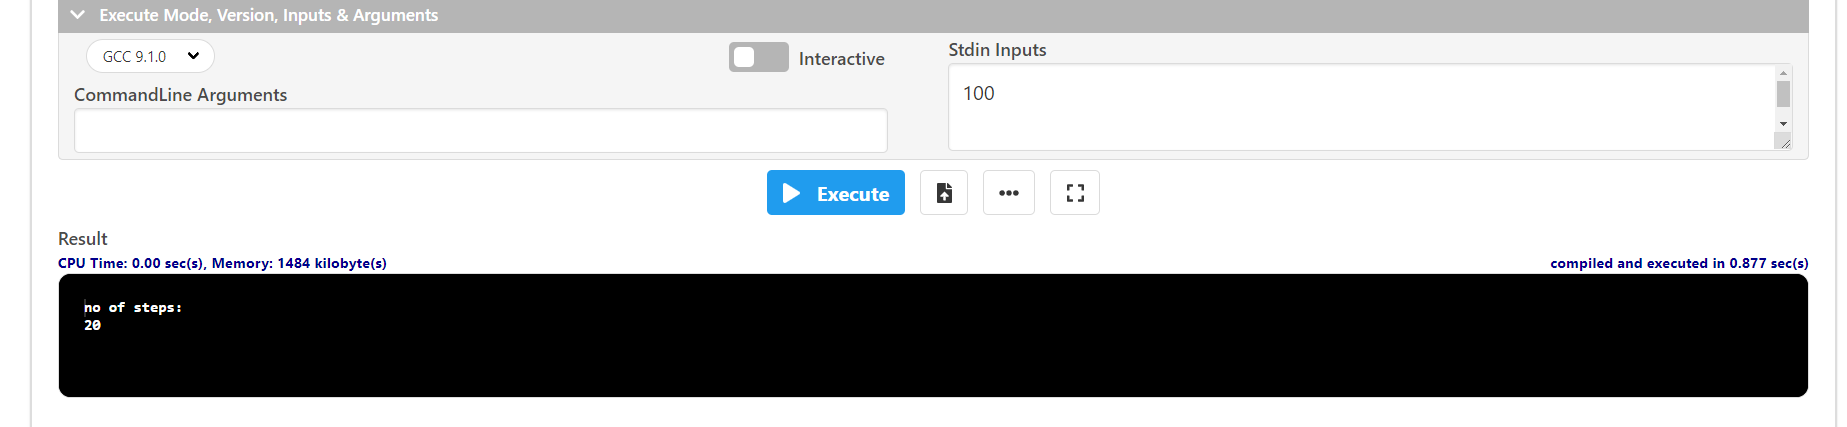 Execute Mode, Version, Inputs & Arguments
GCC 9.1.0
Interactive
Stdin Inputs
100
CommandLine Arguments
Execute
Result
CPU Time: 0.00 sec(s), Memory: 1484 kilobyte(s)
compiled and executed in 0.877 sec(s)
no of steps:
20